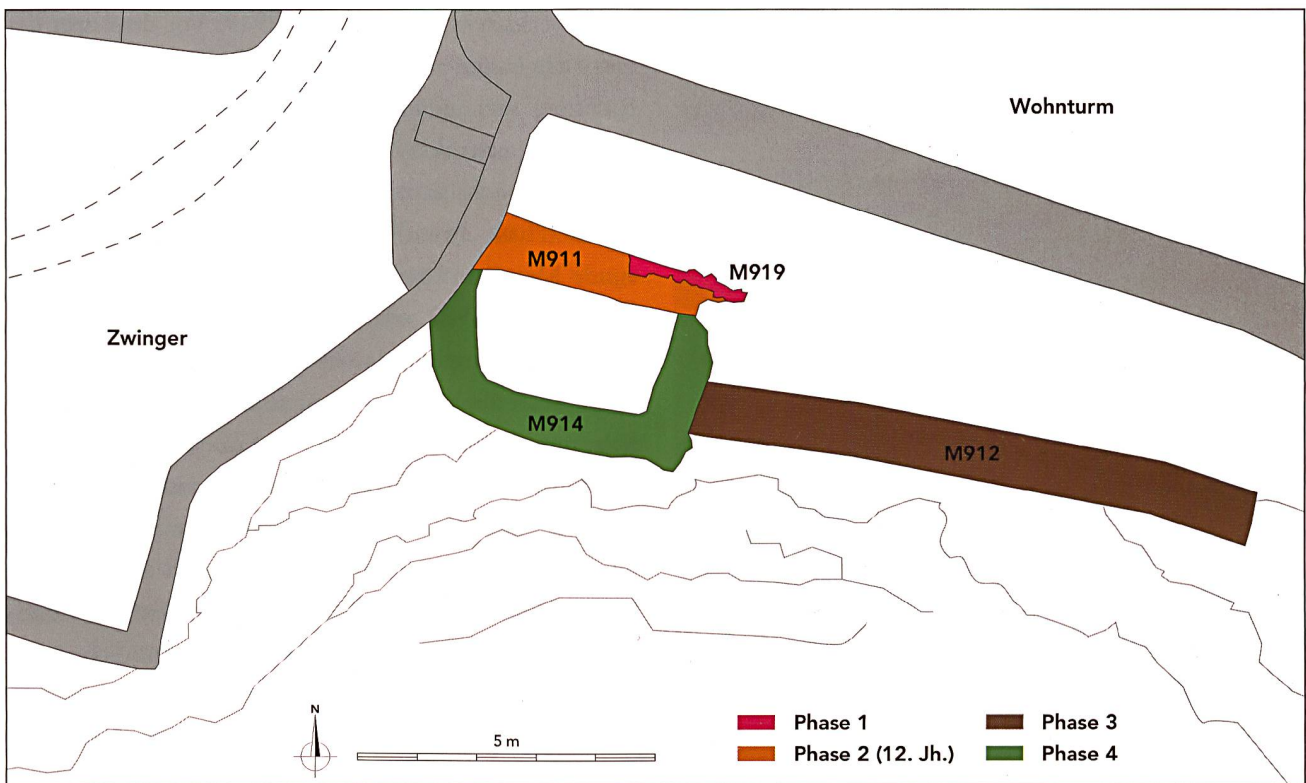 Wohnturm
M911
M919
Zwinger
M914
M912
N
5 m
Phase 1
Phase 2 (12. Jh.)
Phase 3
Phase 4